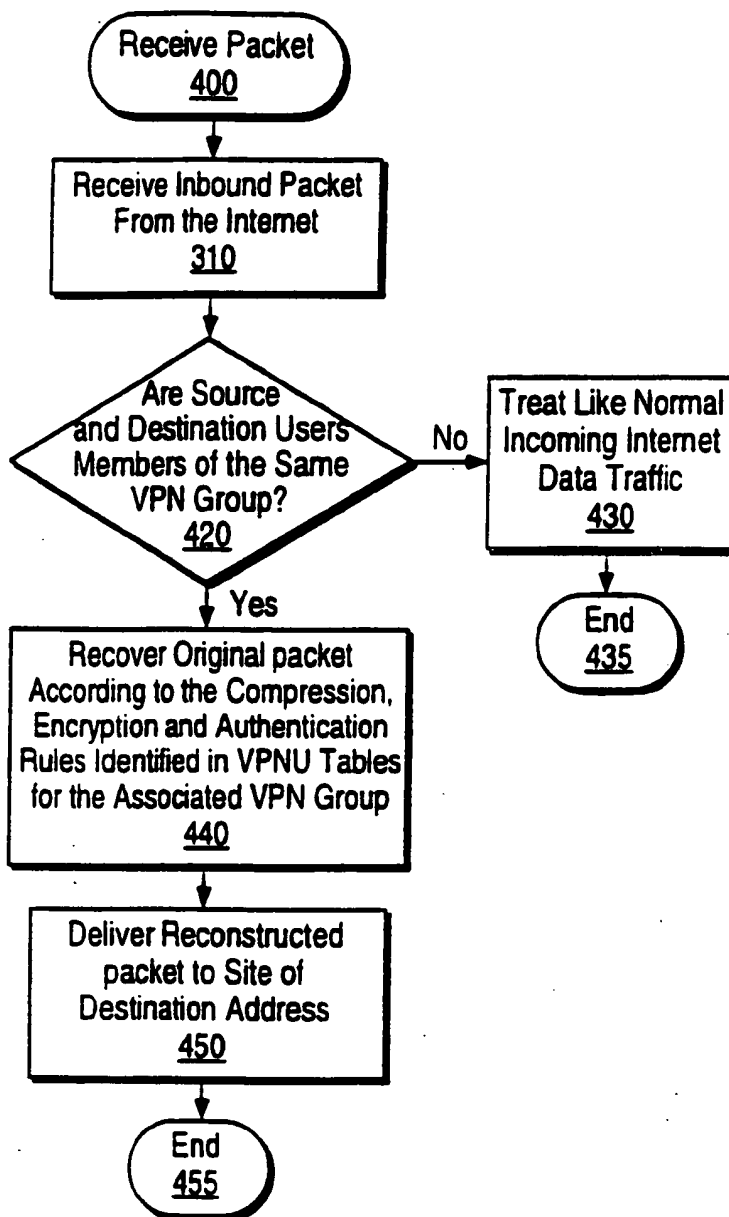 Receive Packet
400
Receive Inbound Packet
From the Internet
310
Are Source
and Destination Users
Members of the Same
VPN Group?
420
No
Treat Like Normal
Incoming Internet
Data Traffic
430
End
435
Yes
Recover Original packet
According to the Compression,
Encryption and Authentication
Rules Identified in VPNU Tables
for the Associated VPN Group
440
Deliver Reconstructed
packet to Site of
Destination Address
450
End
455